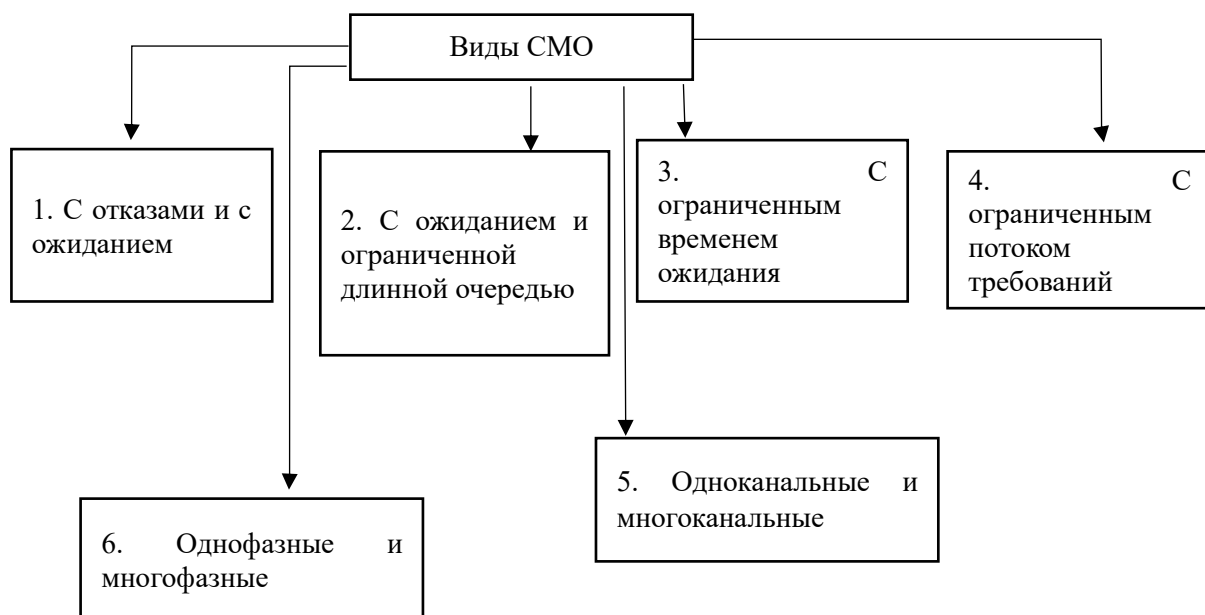 Виды СМО
1. С отказами и с
ожиданием
2. С ожиданием и
ограниченной
длинной очередью
3. С
ограниченным
временем
ожидания
4. С
ограниченным
потоком
требований
5. Одноканальные и
многоканальные
6. Однофазные и
многофазные